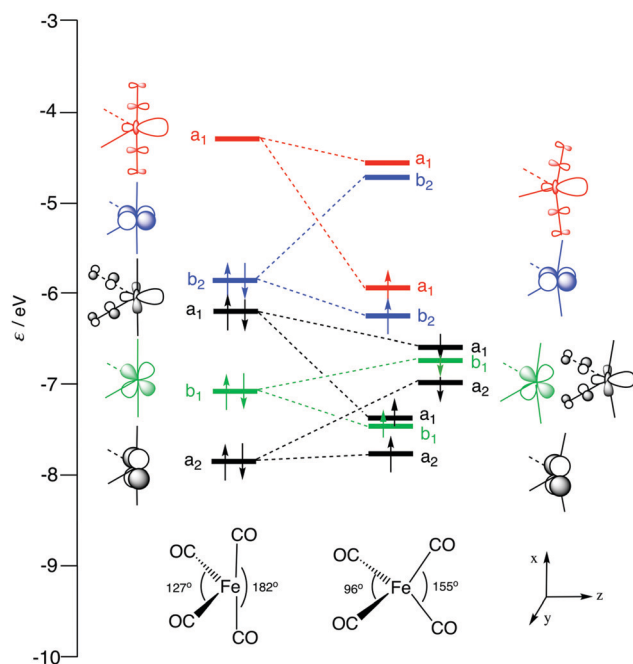 -3
-4
-5
-6
-7
-8
-9
-10
ε / eV
a₁
b₂
a₁
b₁
a₂
a₁
b₂
a₁
b₂
a₁
b₁
a₂
a₁
b₁
a₂
OC
CO
127°
Fe
182°
OC
CO
OC
CO
96°
Fe
155°
OC
CO
x
y
z